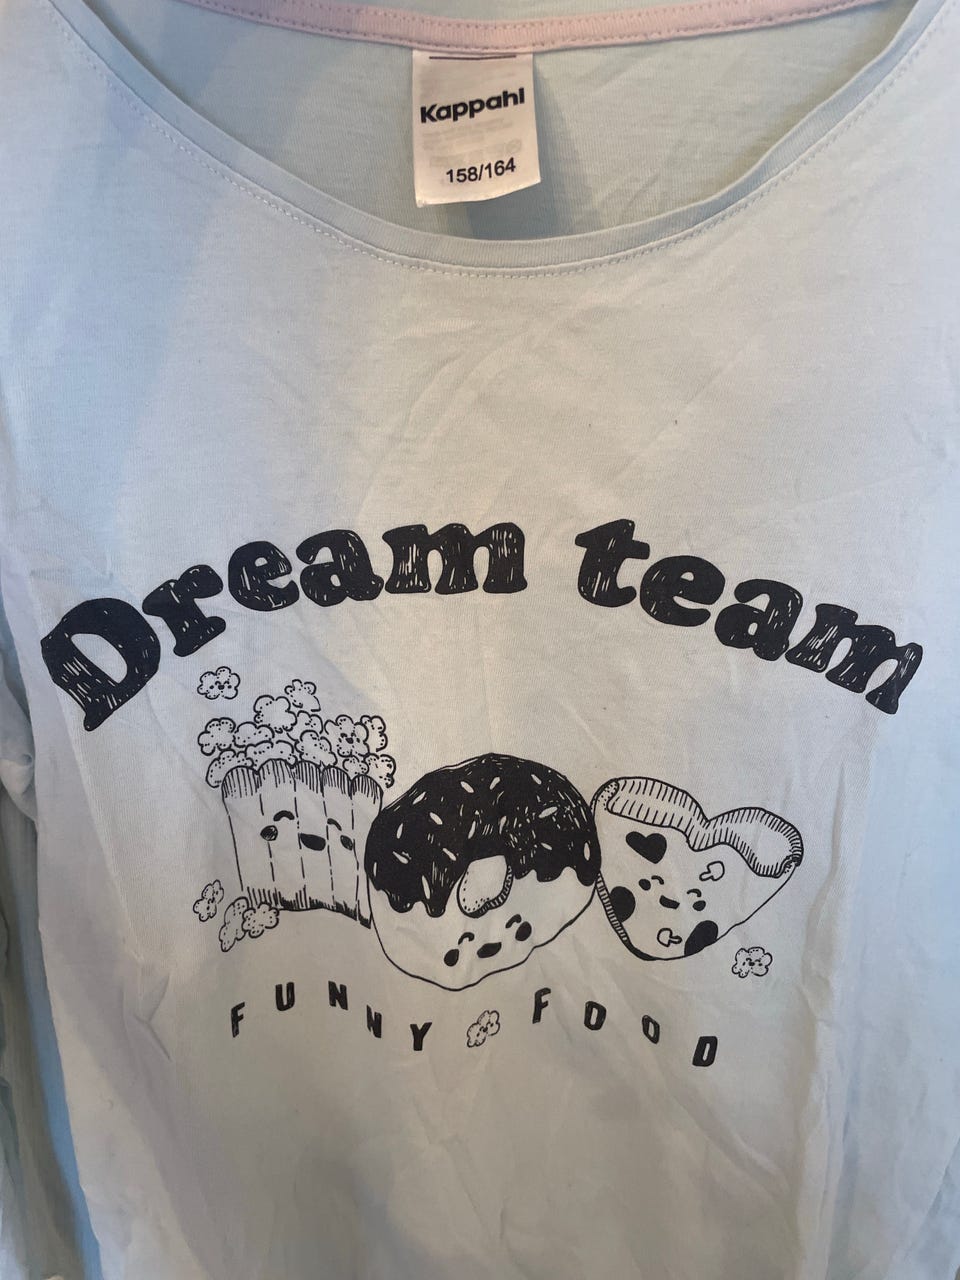 Kappahl
158/164
Dream team
FUNNY FOOD